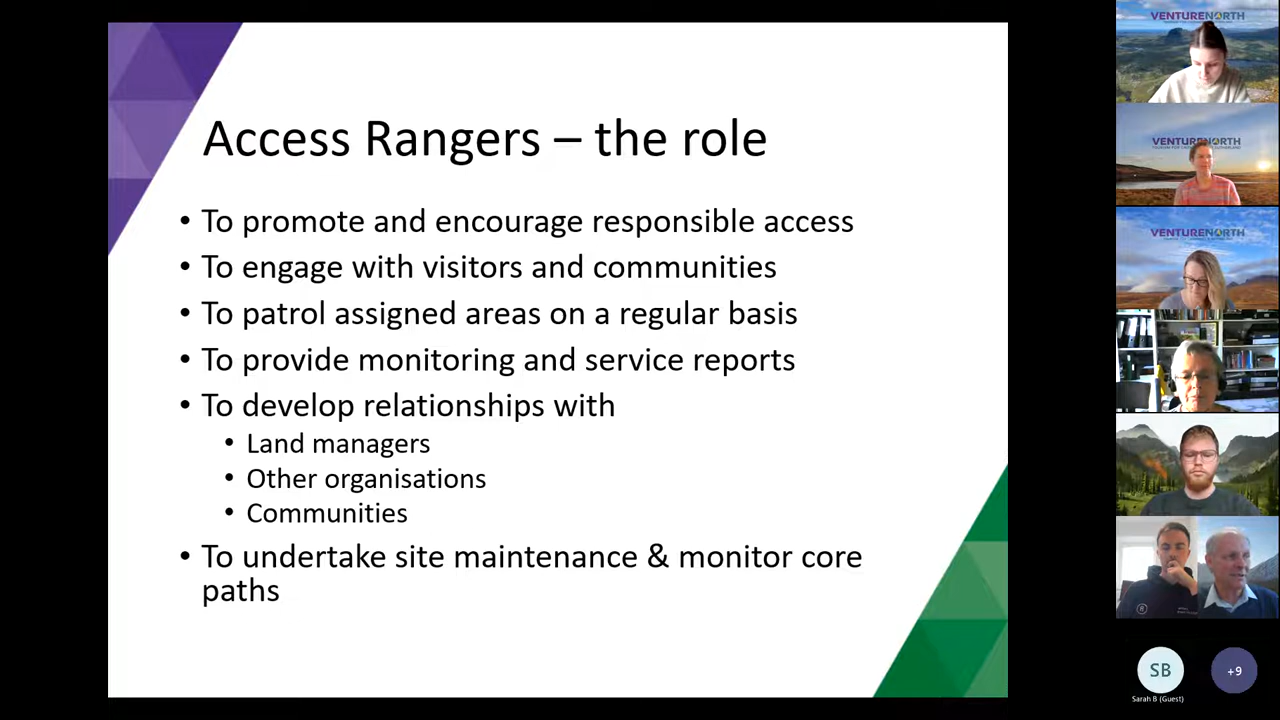 Access Rangers – the role
• To promote and encourage responsible access
• To engage with visitors and communities
• To patrol assigned areas on a regular basis
• To provide monitoring and service reports
• To develop relationships with
• Land managers
• Other organisations
• Communities
• To undertake site maintenance & monitor core
paths
VENTURENORTH
VENTURENORTH
VENTURENORTH
SB
+9
Sarah B (Guest)